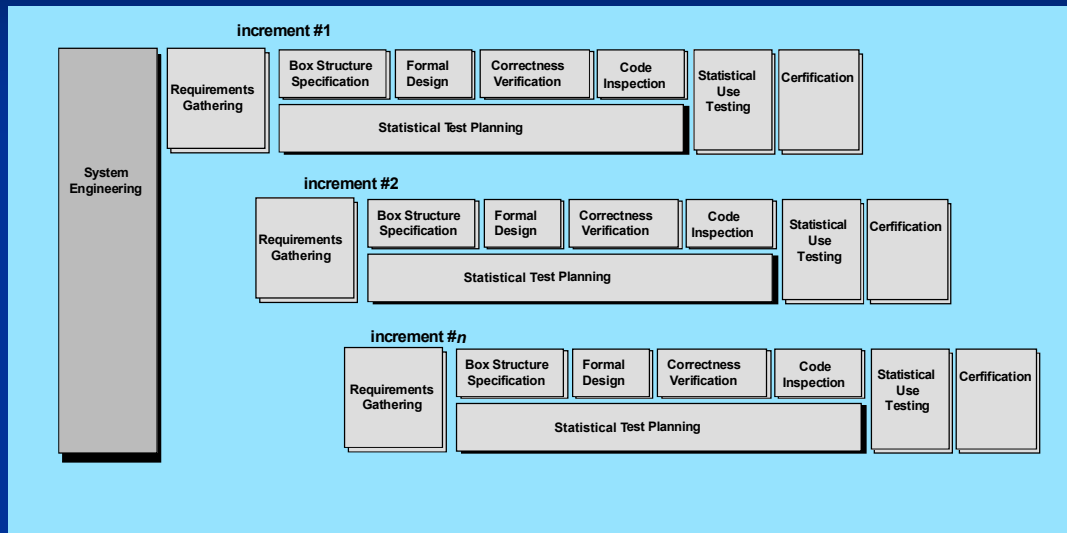 increment #1
System
Engineering
Requirements
Gathering
Box Structure
Specification
Formal
Design
Correctness
Verification
Code
Inspection
Statistical Test Planning
Statistical
Use
Testing
Cerfification
increment #2
Requirements
Gathering
Box Structure
Specification
Formal
Design
Correctness
Verification
Code
Inspection
Statistical Test Planning
Statistical
Use
Testing
Cerfification
increment #n
Requirements
Gathering
Box Structure
Specification
Formal
Design
Correctness
Verification
Code
Inspection
Statistical Test Planning
Statistical
Use
Testing
Cerfification